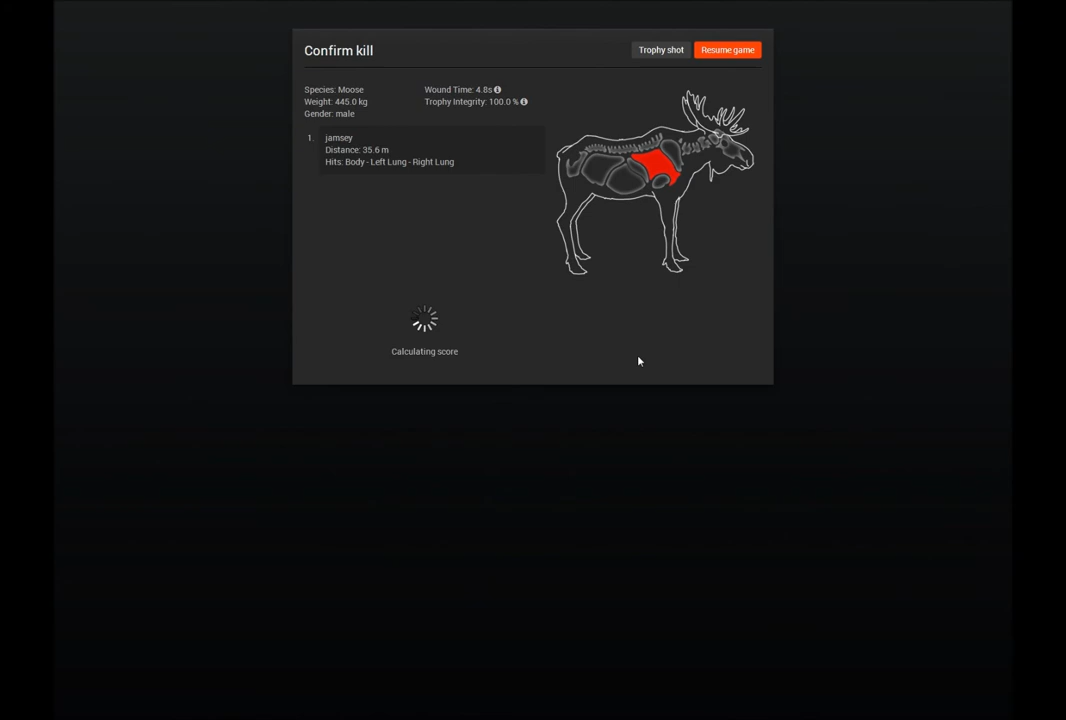 Confirm kill
Trophy shot
Resume game
Species: Moose
Weight: 445.0 kg
Gender: male
Wound Time: 4.8s
Trophy Integrity: 100.0 %
1. jamsey
Distance: 35.6 m
Hits: Body - Left Lung - Right Lung
Calculating score